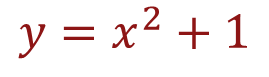 y = x² + 1